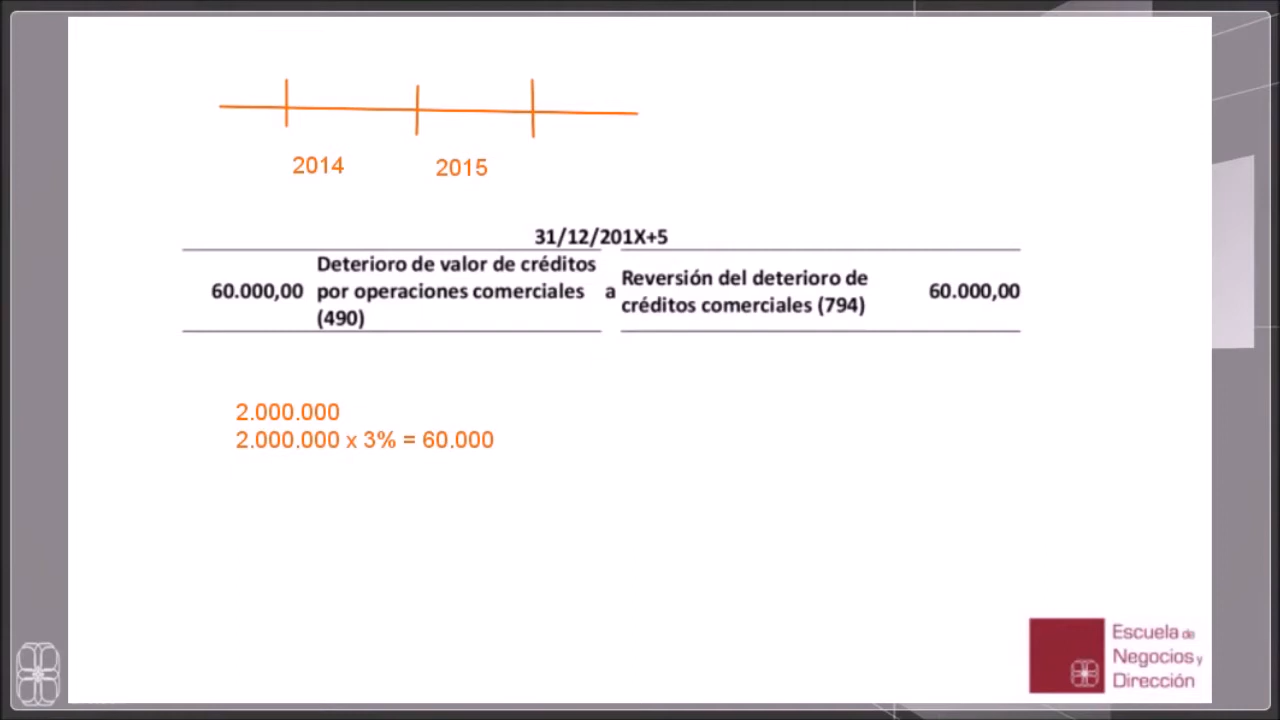 2014 2015
31/12/201X+5
60.000,00 Deterioro de valor de créditos por operaciones comerciales (490) a Reversión del deterioro de créditos comerciales (794) 60.000,00
2.000.000
2.000.000 x 3% = 60.000
Escuela de
Negocios y
Dirección